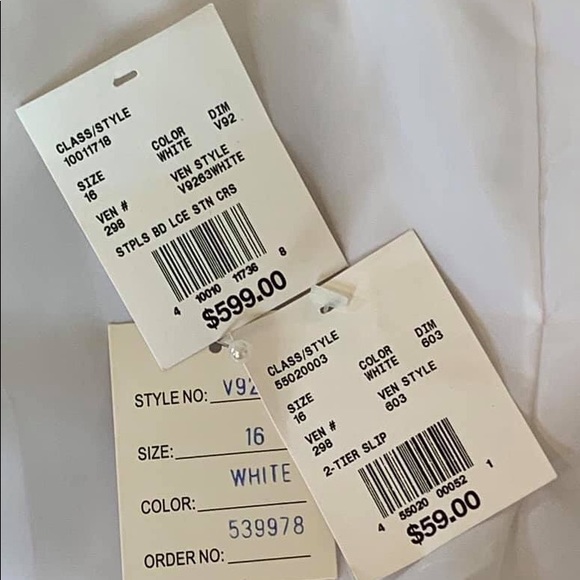 CLASS/STYLE
10011718
COLOR
WHITE
DIM
V92
SIZE
16
VEN STYLE
V9263WHITE
VEN #
298
STPLS BD LCE STN CRS
4 10010 11736 8
$599.00
CLASS/STYLE
55020003
COLOR
WHITE
DIM
603
SIZE
16
VEN STYLE
603
VEN #
298
2-TIER SLIP
4 55020 00052 1
$59.00
STYLE NO: V92
SIZE: 16
COLOR: WHITE
ORDER NO: 539978